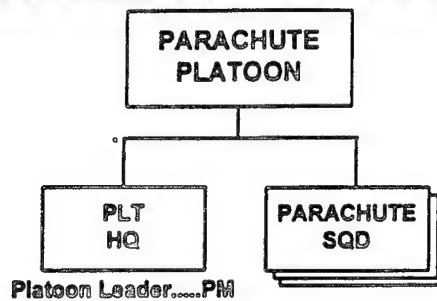 PARACHUTE
PLATOON
PLT
HQ
PARACHUTE
SQD
Platoon Leader.....PM